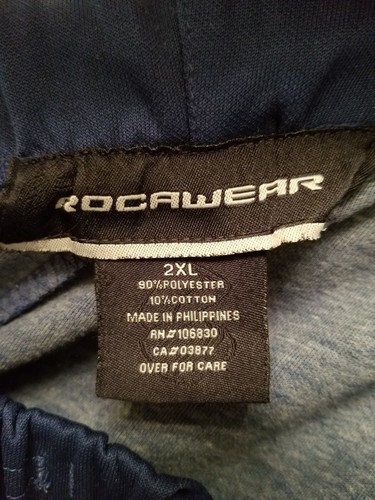 ROCAWEAR
2XL
90% POLYESTER
10% COTTON
MADE IN PHILIPPINES
RN#106830
CA#03877
OVER FOR CARE